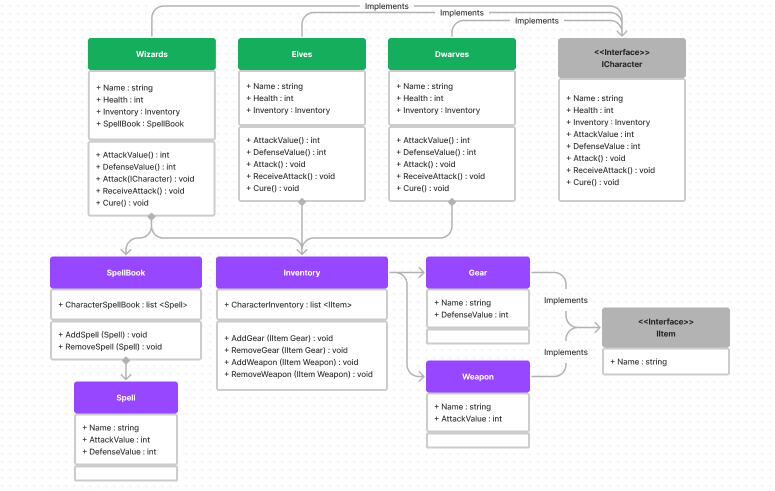 Implements
Implements
Implements
Wizards
+ Name : string
+ Health : int
+ Inventory : Inventory
+ SpellBook : SpellBook
+ AttackValue() : int
+ DefenseValue() : int
+ Attack(ICharacter) : void
+ ReceiveAttack() : void
+ Cure() : void
Elves
+ Name : string
+ Health : int
+ Inventory : Inventory
+ AttackValue() : int
+ DefenseValue() : int
+ Attack() : void
+ ReceiveAttack() : void
+ Cure() : void
Dwarves
+ Name : string
+ Health : int
+ Inventory : Inventory
+ AttackValue() : int
+ DefenseValue() : int
+ Attack() : void
+ ReceiveAttack() : void
+ Cure() : void
<<Interface>>
ICharacter
+ Name : string
+ Health : int
+ Inventory : Inventory
+ AttackValue : int
+ DefenseValue : int
+ Attack() : void
+ ReceiveAttack() : void
+ Cure() : void
SpellBook
+ CharacterSpellBook : list <Spell>
+ AddSpell (Spell) : void
+ RemoveSpell (Spell) : void
Inventory
+ CharacterInventory : list <IItem>
+ AddGear (IItem Gear) : void
+ RemoveGear (IItem Gear) : void
+ AddWeapon (IItem Weapon) : void
+ RemoveWeapon (IItem Weapon) : void
Gear
+ Name : string
+ DefenseValue : int
Implements
<<Interface>>
IItem
+ Name : string
Implements
Weapon
+ Name : string
+ AttackValue : int
Spell
+ Name : string
+ AttackValue : int
+ DefenseValue : int